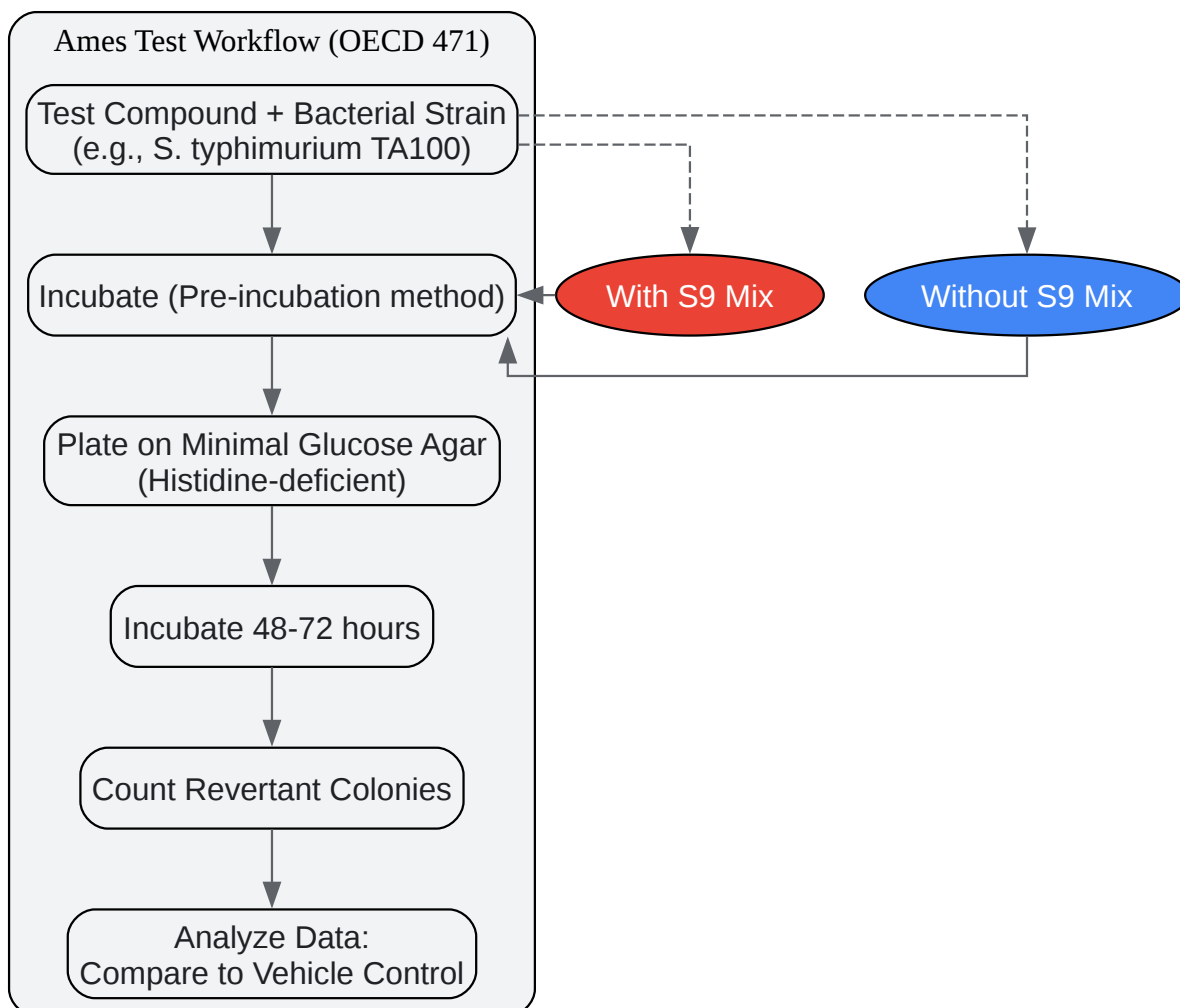 Ames Test Workflow (OECD 471)
Test Compound + Bacterial Strain
(e.g., S. typhimurium TA100)
Incubate (Pre-incubation method)
With S9 Mix
Without S9 Mix
Plate on Minimal Glucose Agar
(Histidine-deficient)
Incubate 48-72 hours
Count Revertant Colonies
Analyze Data:
Compare to Vehicle Control